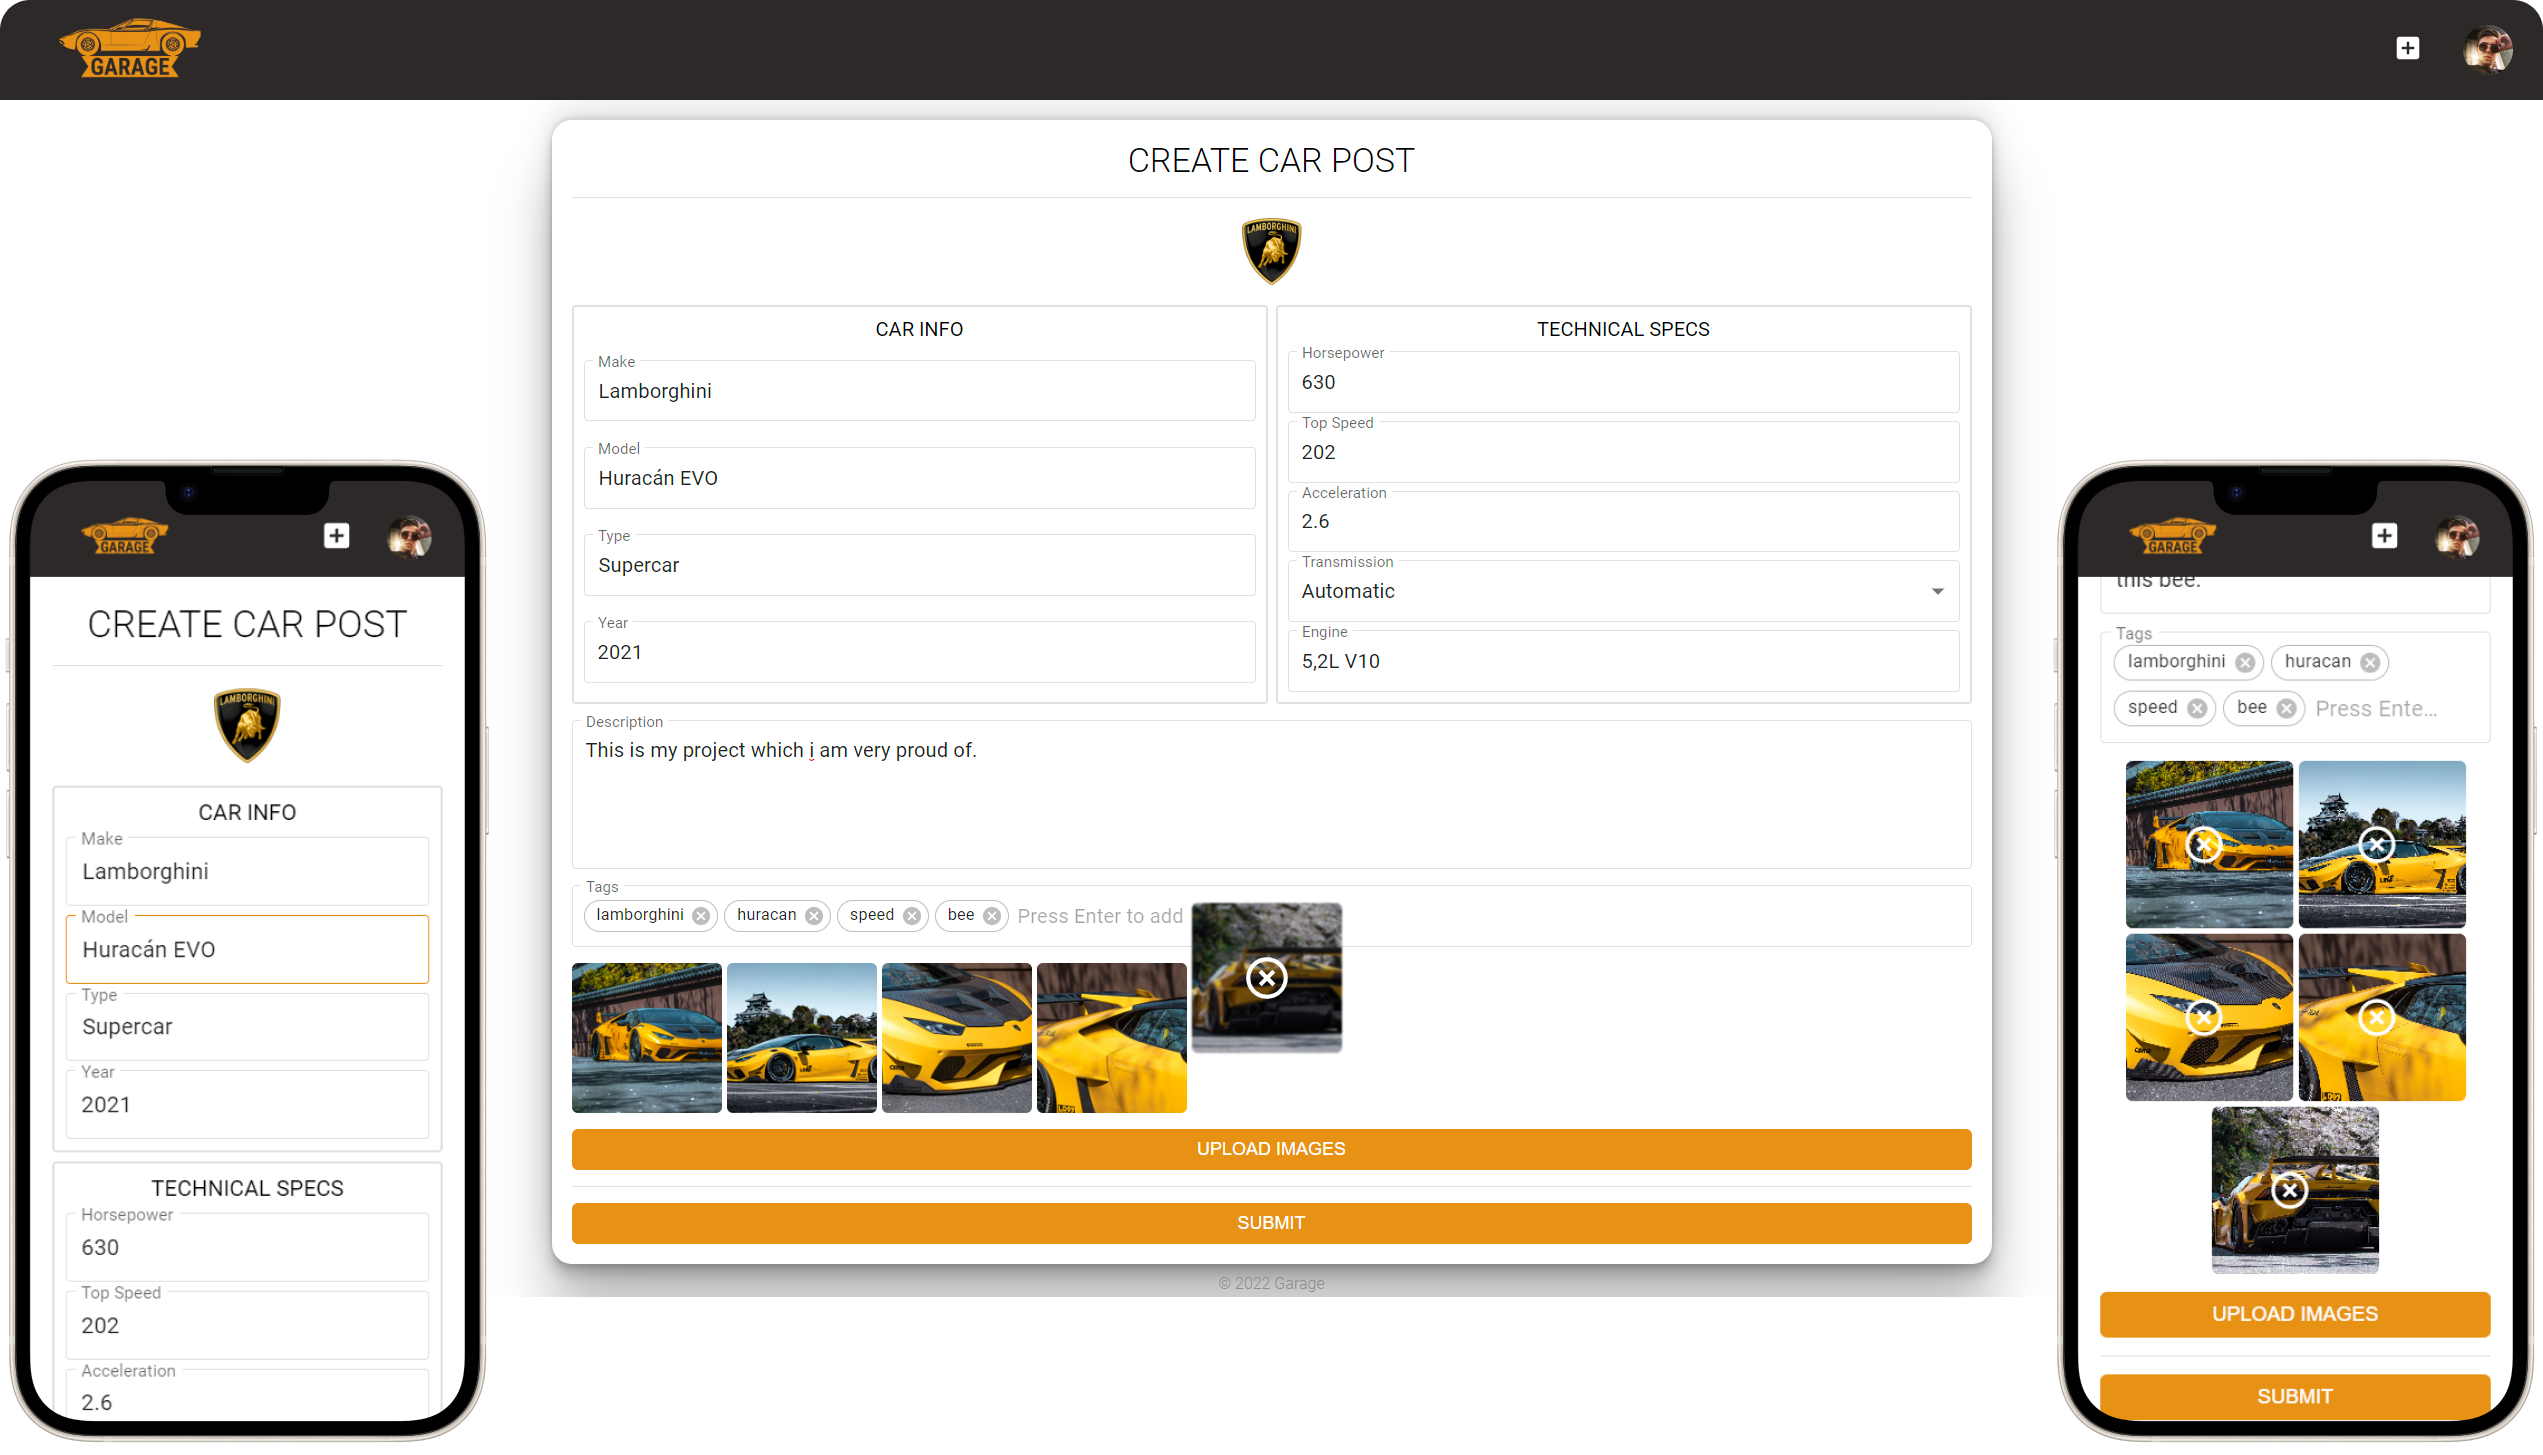 GARAGE
CREATE CAR POST
LAMBORGHINI
CAR INFO
Make
Lamborghini
Model
Huracán EVO
Type
Supercar
Year
2021
TECHNICAL SPECS
Horsepower
630
Top Speed
202
Acceleration
2.6
Transmission
Automatic
Engine
5,2L V10
Description
This is my project which i am very proud of.
Tags
lamborghini huracan speed bee Press Enter to add
UPLOAD IMAGES
SUBMIT
© 2022 Garage
GARAGE
CREATE CAR POST
LAMBORGHINI
CAR INFO
Make
Lamborghini
Model
Huracán EVO
Type
Supercar
Year
2021
TECHNICAL SPECS
Horsepower
630
Top Speed
202
Acceleration
2.6
GARAGE
this bee.
Tags
lamborghini huracan
speed bee Press Ente...
UPLOAD IMAGES
SUBMIT